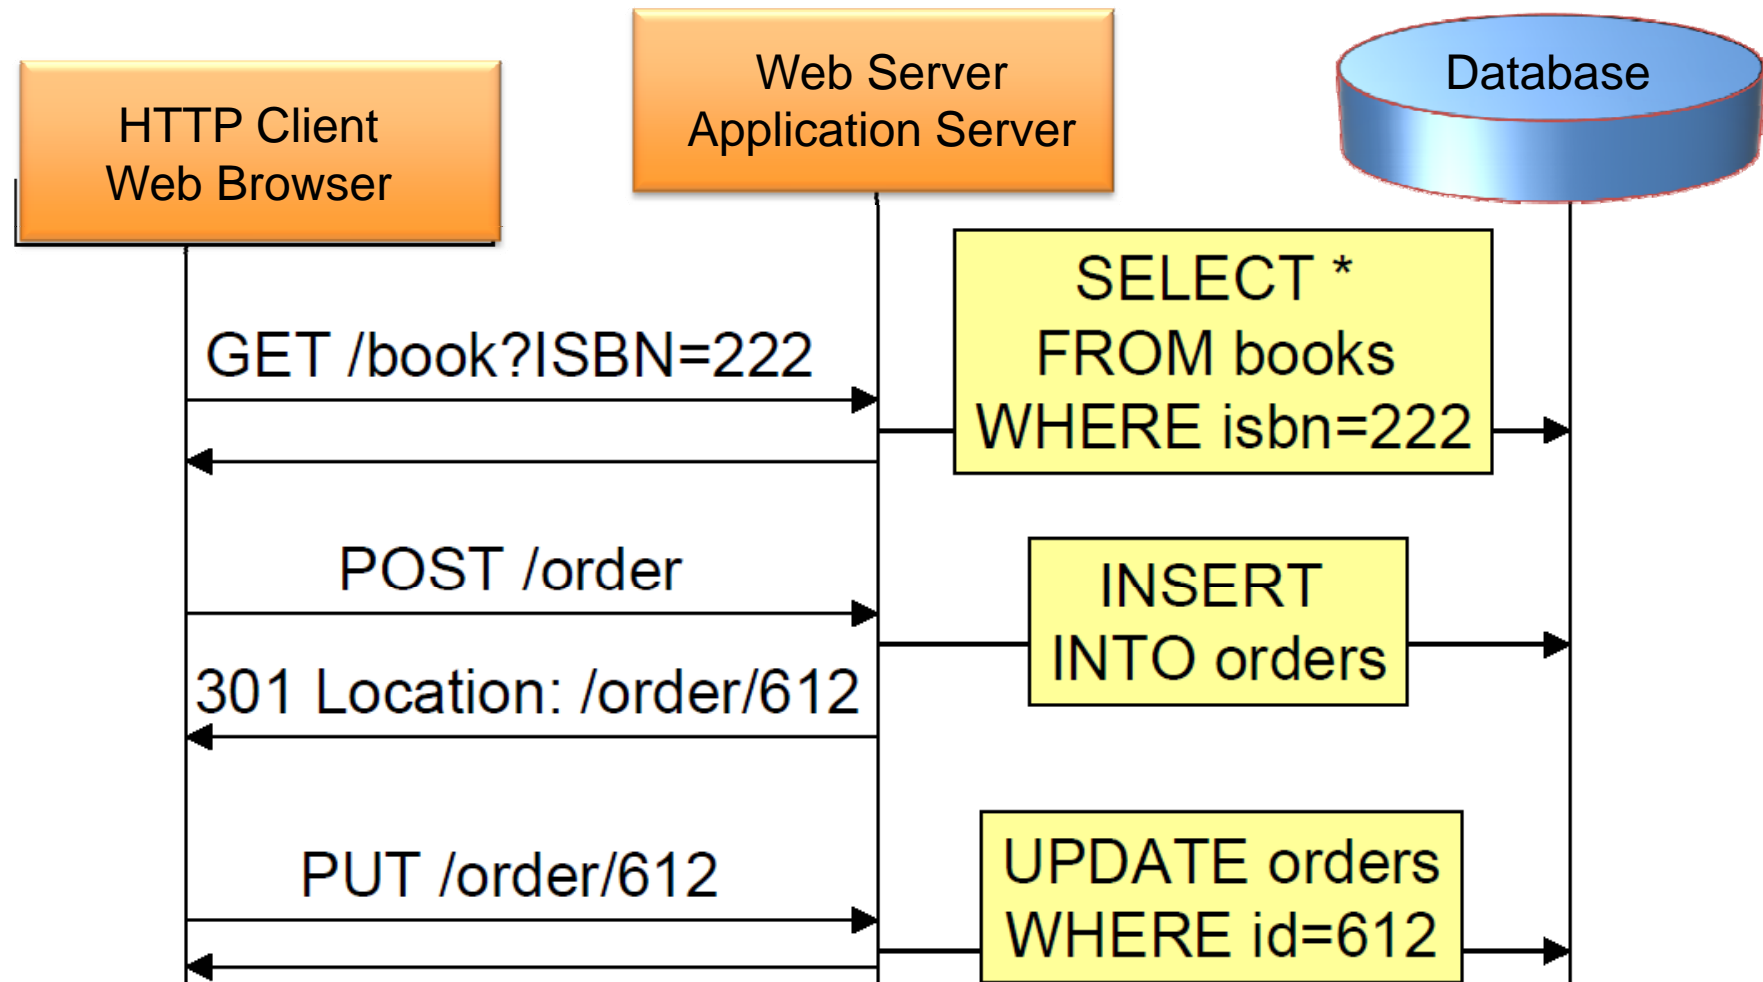 HTTP Client
Web Browser
Web Server
Application Server
Database
GET /book?ISBN=222
SELECT *
FROM books
WHERE isbn=222
POST /order
INSERT
INTO orders
301 Location: /order/612
PUT /order/612
UPDATE orders
WHERE id=612